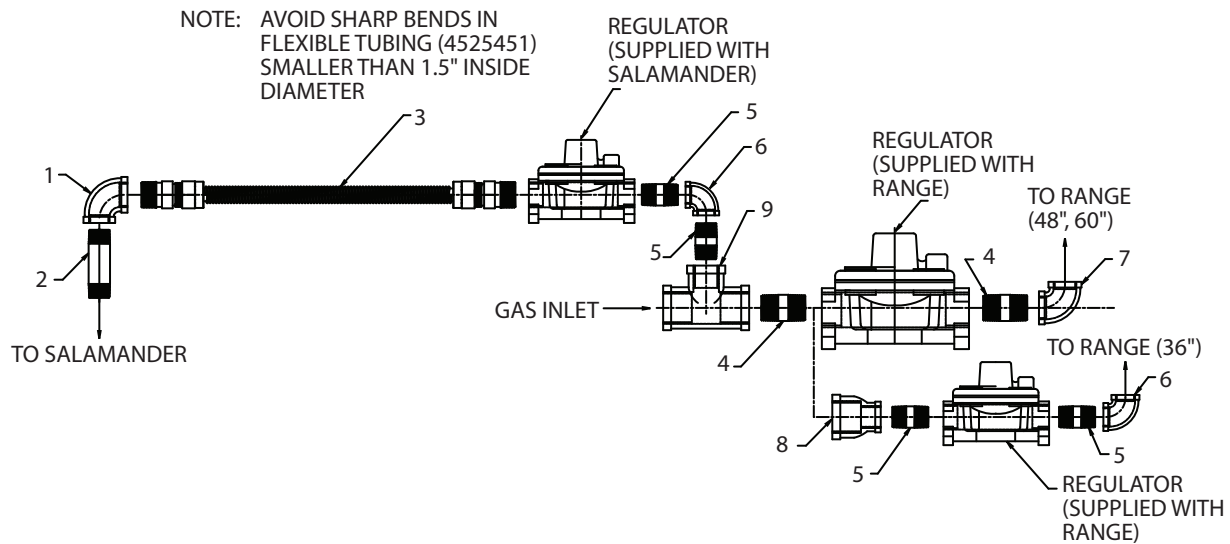 NOTE: AVOID SHARP BENDS IN
FLEXIBLE TUBING (4525451)
SMALLER THAN 1.5" INSIDE
DIAMETER
REGULATOR
(SUPPLIED WITH
SALAMANDER)
3
5
6
1
REGULATOR
(SUPPLIED WITH
RANGE)
TO RANGE
(48", 60")
9
5
2
4
7
GAS INLET
TO SALAMANDER
4
TO RANGE (36")
6
8
5
5
REGULATOR
(SUPPLIED WITH
RANGE)